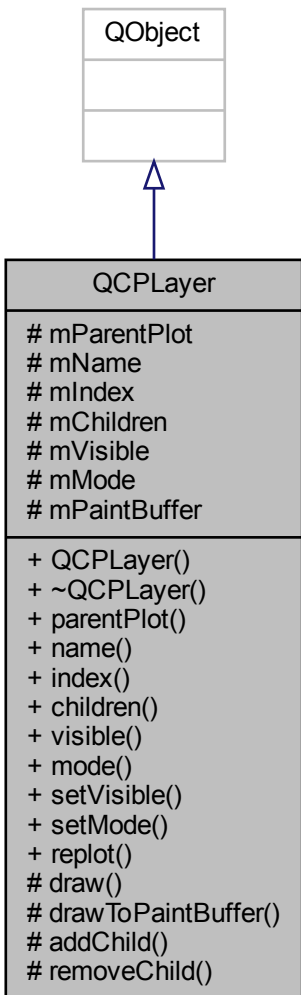 QObject
QCPLayer
# mParentPlot
# mName
# mIndex
# mChildren
# mVisible
# mMode
# mPaintBuffer
+ QCPLayer()
+ ~QCPLayer()
+ parentPlot()
+ name()
+ index()
+ children()
+ visible()
+ mode()
+ setVisible()
+ setMode()
+ replot()
# draw()
# drawToPaintBuffer()
# addChild()
# removeChild()